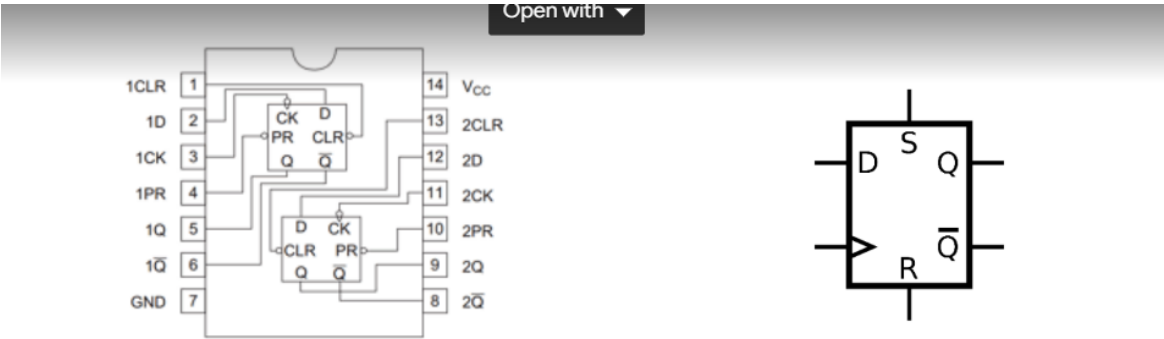 Open with
1CLR 1 14 VCC
1D 2 CK D 13 2CLR
PR CLR
1CK 3 Q Q̅ 12 2D
1PR 4 11 2CK
1Q 5 D CK 10 2PR
CLR PR
1Q̅ 6 Q Q̅ 9 2Q
GND 7 8 2Q̅
S
D Q
Q̅
R